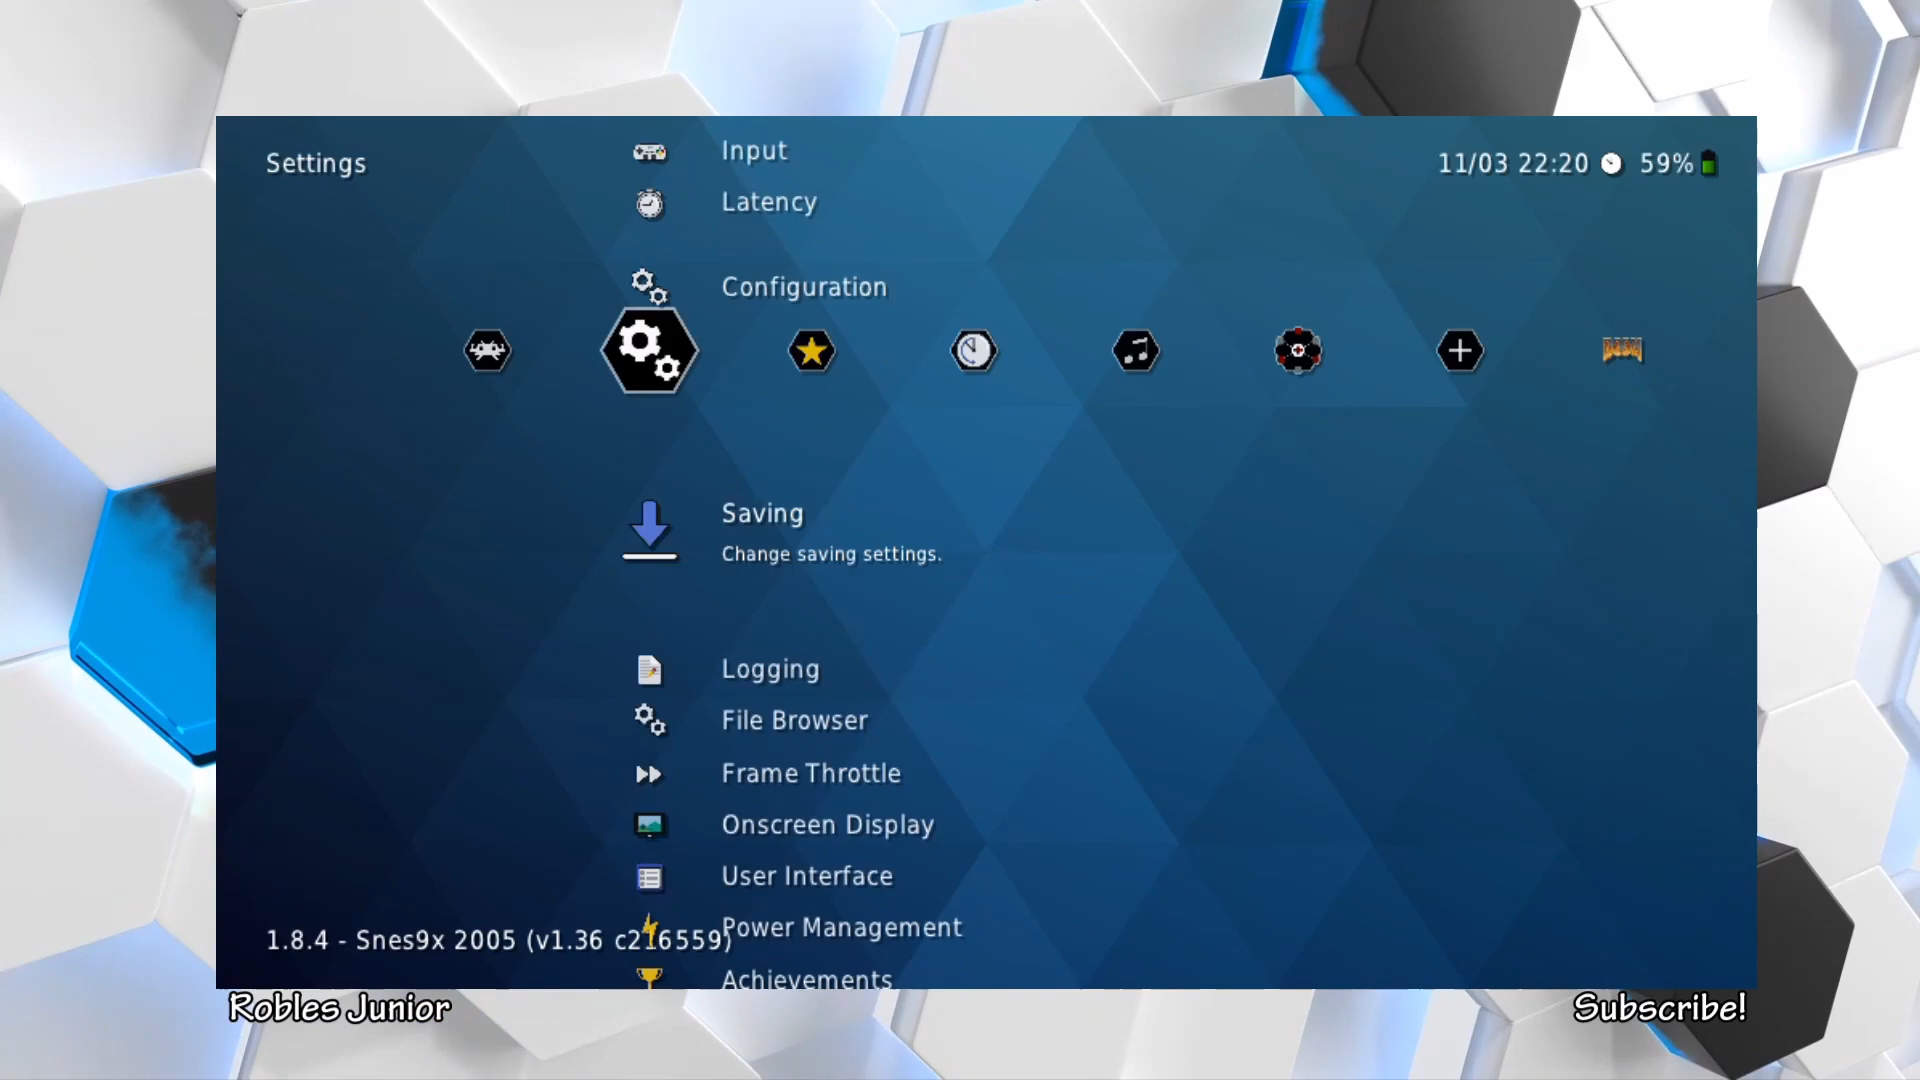 Settings
Input
11/03 22:20 59%
Latency
Configuration
DOOM
Saving
Change saving settings.
Logging
File Browser
Frame Throttle
Onscreen Display
User Interface
Power Management
1.8.4 - Snes9x 2005 (v1.36 c216559)
Achievements
Robles Junior
Subscribe!